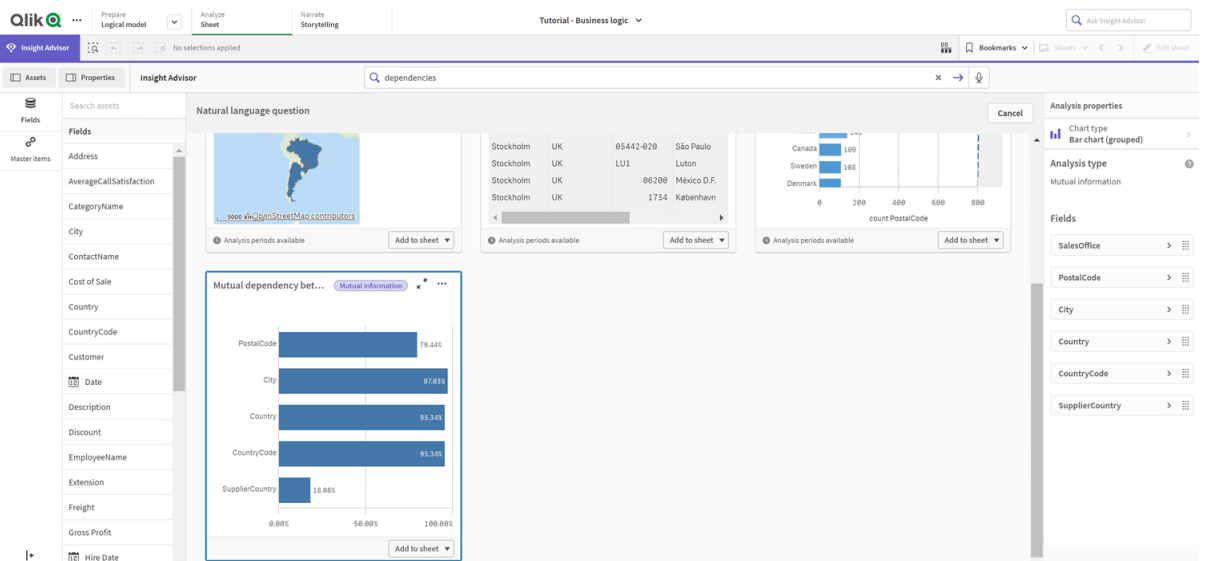 Qlik
Prepare
Logical model
Analyze
Sheet
Narrate
Storytelling
Tutorial - Business logic
Ask Insight Advisor
Insight Advisor
No selections applied
Bookmarks
Sheets
Edit sheet
Assets
Properties
Insight Advisor
dependencies
Fields
Master items
Search assets
Fields
Address
AverageCallSatisfaction
CategoryName
City
ContactName
Cost of Sale
Country
CountryCode
Customer
Date
Description
Discount
EmployeeName
Extension
Freight
Gross Profit
Hire Date
Natural language question
Cancel
5000 km
OpenStreetMap contributors
Analysis periods available
Add to sheet
Stockholm UK 05442-020 São Paulo
Stockholm UK LU1 Luton
Stockholm UK 06200 México D.F.
Stockholm UK 1734 København
Analysis periods available
Add to sheet
Canada 109
Sweden 108
Denmark
0 200 400 600 800
count PostalCode
Analysis periods available
Add to sheet
Mutual dependency bet...
Mutual information
PostalCode 79.44%
City 97.03%
Country 95.34%
CountryCode 95.34%
SupplierCountry 18.08%
0.00% 50.00% 100.00%
Add to sheet
Analysis properties
Chart type
Bar chart (grouped)
Analysis type
Mutual information
Fields
SalesOffice
PostalCode
City
Country
CountryCode
SupplierCountry